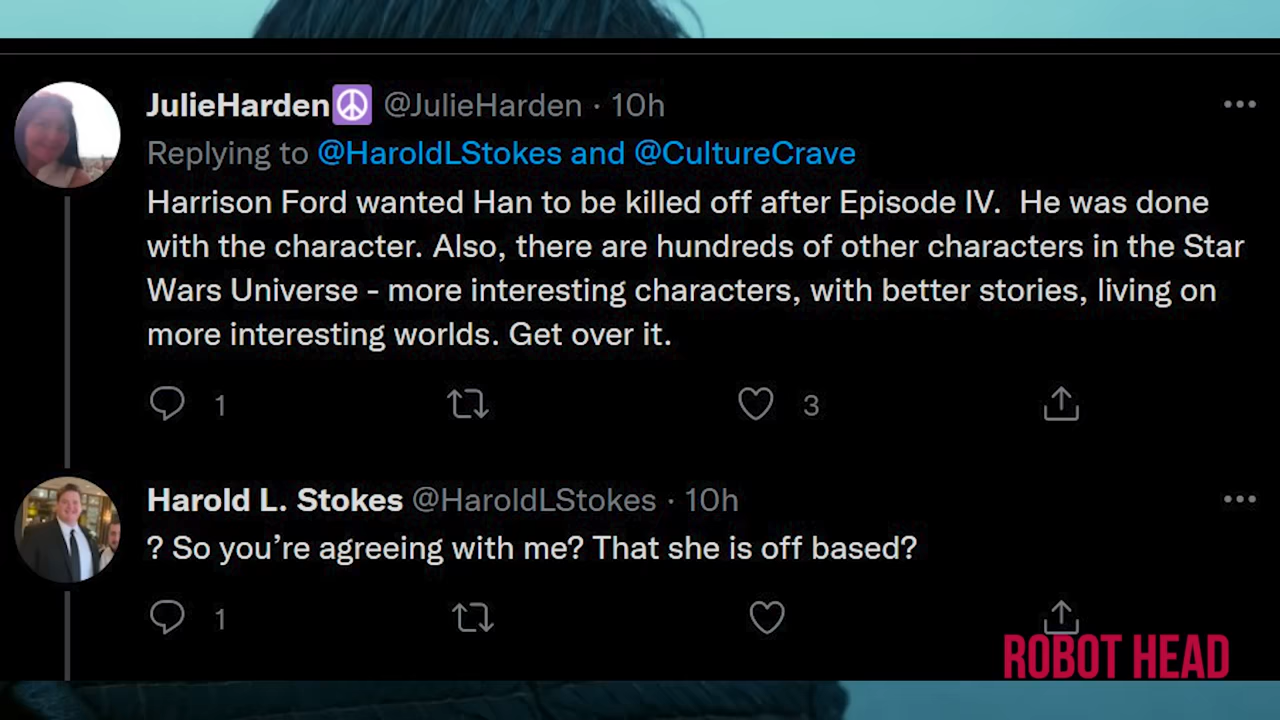 JulieHarden☮ @JulieHarden · 10h
Replying to @HaroldLStokes and @CultureCrave
Harrison Ford wanted Han to be killed off after Episode IV.  He was done
with the character. Also, there are hundreds of other characters in the Star
Wars Universe - more interesting characters, with better stories, living on
more interesting worlds. Get over it.
1 3
Harold L. Stokes @HaroldLStokes · 10h
? So you’re agreeing with me? That she is off based?
1
ROBOT HEAD